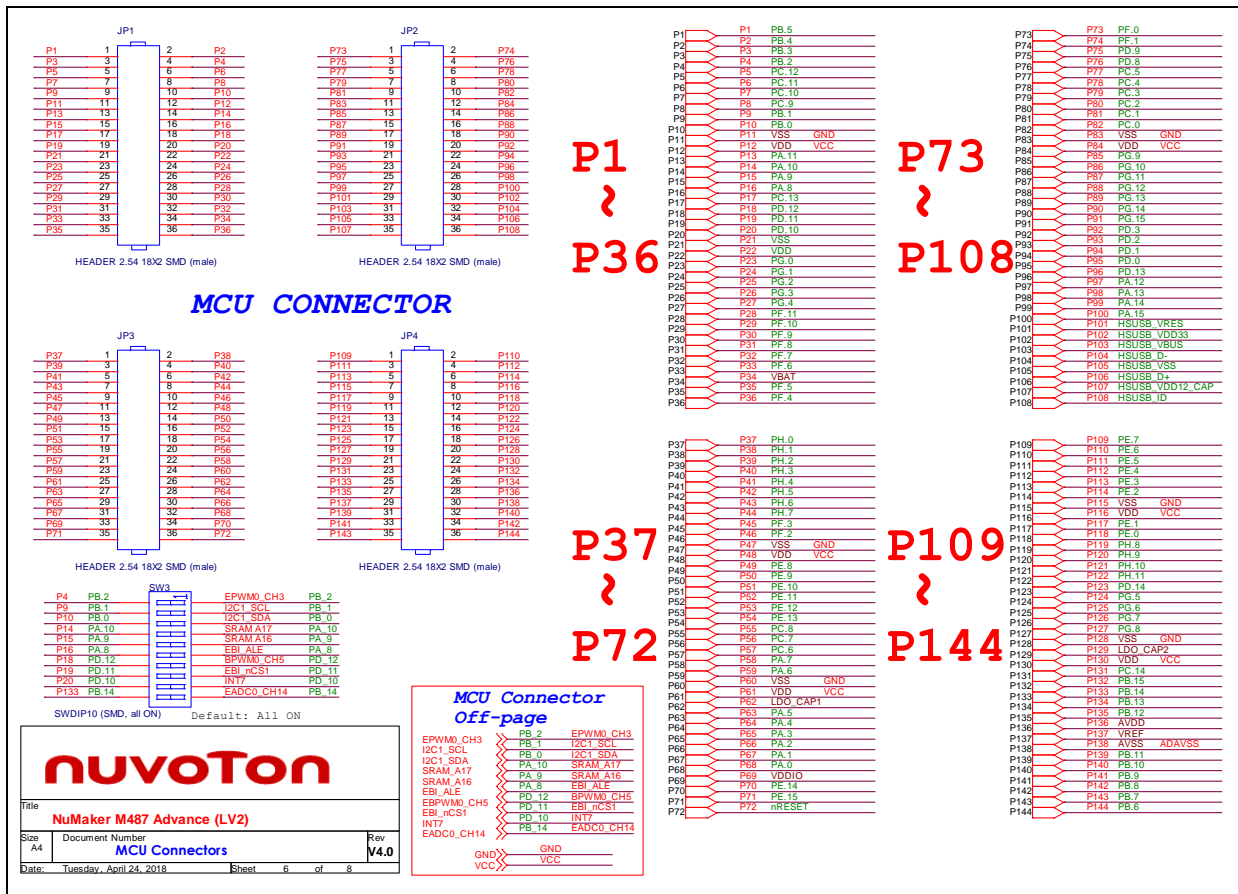 JP1
P1 1 2 P2
P3 3 4 P4
P5 5 6 P6
P7 7 8 P8
P9 9 10 P10
P11 11 12 P12
P13 13 14 P14
P15 15 16 P16
P17 17 18 P18
P19 19 20 P20
P21 21 22 P22
P23 23 24 P24
P25 25 26 P26
P27 27 28 P28
P29 29 30 P30
P31 31 32 P32
P33 33 34 P34
P35 35 36 P36
HEADER 2.54 18X2 SMD (male)
JP2
P73 1 2 P74
P75 3 4 P76
P77 5 6 P78
P79 7 8 P80
P81 9 10 P82
P83 11 12 P84
P85 13 14 P86
P87 15 16 P88
P89 17 18 P90
P91 19 20 P92
P93 21 22 P94
P95 23 24 P96
P97 25 26 P98
P99 27 28 P100
P101 29 30 P102
P103 31 32 P104
P105 33 34 P106
P107 35 36 P108
HEADER 2.54 18X2 SMD (male)
MCU CONNECTOR
JP3
P37 1 2 P38
P39 3 4 P40
P41 5 6 P42
P43 7 8 P44
P45 9 10 P46
P47 11 12 P48
P49 13 14 P50
P51 15 16 P52
P53 17 18 P54
P55 19 20 P56
P57 21 22 P58
P59 23 24 P60
P61 25 26 P62
P63 27 28 P64
P65 29 30 P66
P67 31 32 P68
P69 33 34 P70
P71 35 36 P72
HEADER 2.54 18X2 SMD (male)
JP4
P109 1 2 P110
P111 3 4 P112
P113 5 6 P114
P115 7 8 P116
P117 9 10 P118
P119 11 12 P120
P121 13 14 P122
P123 15 16 P124
P125 17 18 P126
P127 19 20 P128
P129 21 22 P130
P131 23 24 P132
P133 25 26 P134
P135 27 28 P136
P137 29 30 P138
P139 31 32 P140
P141 33 34 P142
P143 35 36 P144
HEADER 2.54 18X2 SMD (male)
P1
~
P36
P1 P1 PB.5
P2 P2 PB.4
P3 P3 PB.3
P4 P4 PB.2
P5 P5 PC.12
P6 P6 PC.11
P7 P7 PC.10
P8 P8 PC.9
P9 P9 PB.1
P10 P10 PB.0
P11 P11 VSS GND
P12 P12 VDD VCC
P13 P13 PA.11
P14 P14 PA.10
P15 P15 PA.9
P16 P16 PA.8
P17 P17 PC.13
P18 P18 PD.12
P19 P19 PD.11
P20 P20 PD.10
P21 P21 VSS
P22 P22 VDD
P23 P23 PG.0
P24 P24 PG.1
P25 P25 PG.2
P26 P26 PG.3
P27 P27 PG.4
P28 P28 PF.11
P29 P29 PF.10
P30 P30 PF.9
P31 P31 PF.8
P32 P32 PF.7
P33 P33 PF.6
P34 P34 VBAT
P35 P35 PF.5
P36 P36 PF.4
P73
~
P108
P73 P73 PF.0
P74 P74 PF.1
P75 P75 PD.9
P76 P76 PD.8
P77 P77 PC.5
P78 P78 PC.4
P79 P79 PC.3
P80 P80 PC.2
P81 P81 PC.1
P82 P82 PC.0
P83 P83 VSS GND
P84 P84 VDD VCC
P85 P85 PG.9
P86 P86 PG.10
P87 P87 PG.11
P88 P88 PG.12
P89 P89 PG.13
P90 P90 PG.14
P91 P91 PG.15
P92 P92 PD.3
P93 P93 PD.2
P94 P94 PD.1
P95 P95 PD.0
P96 P96 PD.13
P97 P97 PA.12
P98 P98 PA.13
P99 P99 PA.14
P100 P100 PA.15
P101 P101 HSUSB_VRES
P102 P102 HSUSB_VDD33
P103 P103 HSUSB_VBUS
P104 P104 HSUSB_D-
P105 P105 HSUSB_VSS
P106 P106 HSUSB_D+
P107 P107 HSUSB_VDD12_CAP
P108 P108 HSUSB_ID
P37
~
P72
P37 P37 PH.0
P38 P38 PH.1
P39 P39 PH.2
P40 P40 PH.3
P41 P41 PH.4
P42 P42 PH.5
P43 P43 PH.6
P44 P44 PH.7
P45 P45 PF.3
P46 P46 PF.2
P47 P47 VSS GND
P48 P48 VDD VCC
P49 P49 PE.8
P50 P50 PE.9
P51 P51 PE.10
P52 P52 PE.11
P53 P53 PE.12
P54 P54 PE.13
P55 P55 PC.8
P56 P56 PC.7
P57 P57 PC.6
P58 P58 PA.7
P59 P59 PA.6
P60 P60 VSS GND
P61 P61 VDD VCC
P62 P62 LDO_CAP1
P63 P63 PA.5
P64 P64 PA.4
P65 P65 PA.3
P66 P66 PA.2
P67 P67 PA.1
P68 P68 PA.0
P69 P69 VDDIO
P70 P70 PE.14
P71 P71 PE.15
P72 P72 nRESET
P109
~
P144
P109 P109 PE.7
P110 P110 PE.6
P111 P111 PE.5
P112 P112 PE.4
P113 P113 PE.3
P114 P114 PE.2
P115 P115 VSS GND
P116 P116 VDD VCC
P117 P117 PE.1
P118 P118 PE.0
P119 P119 PH.8
P120 P120 PH.9
P121 P121 PH.10
P122 P122 PH.11
P123 P123 PD.14
P124 P124 PG.5
P125 P125 PG.6
P126 P126 PG.7
P127 P127 PG.8
P128 P128 VSS GND
P129 P129 LDO_CAP2
P130 P130 VDD VCC
P131 P131 PC.14
P132 P132 PB.15
P133 P133 PB.14
P134 P134 PB.13
P135 P135 PB.12
P136 P136 AVDD
P137 P137 VREF
P138 P138 AVSS ADAVSS
P139 P139 PB.11
P140 P140 PB.10
P141 P141 PB.9
P142 P142 PB.8
P143 P143 PB.7
P144 P144 PB.6
SW3
P4 PB.2 EPWM0_CH3 PB_2
P9 PB.1 I2C1_SCL PB_1
P10 PB.0 I2C1_SDA PB_0
P14 PA.10 SRAM A17 PA_10
P15 PA.9 SRAM A16 PA_9
P16 PA.8 EBI_ALE PA_8
P18 PD.12 BPWM0_CH5 PD_12
P19 PD.11 EBI_nCS1 PD_11
P20 PD.10 INT7 PD_10
P133 PB.14 EADC0_CH14 PB_14
SWDIP10 (SMD, all ON) Default: All ON
MCU Connector
Off-page
EPWM0_CH3 PB_2 EPWM0_CH3
I2C1_SCL PB_1 I2C1_SCL
I2C1_SDA PB_0 I2C1_SDA
SRAM_A17 PA_10 SRAM_A17
SRAM_A16 PA_9 SRAM_A16
EBI_ALE PA_8 EBI_ALE
EBPWM0_CH5 PD_12 BPWM0_CH5
EBI_nCS1 PD_11 EBI_nCS1
INT7 PD_10 INT7
EADC0_CH14 PB_14 EADC0_CH14
GND GND
VCC VCC
nuvoTon
Title
NuMaker M487 Advance (LV2)
Size Document Number Rev
A4 MCU Connectors V4.0
Date: Tuesday, April 24, 2018 Sheet 6 of 8